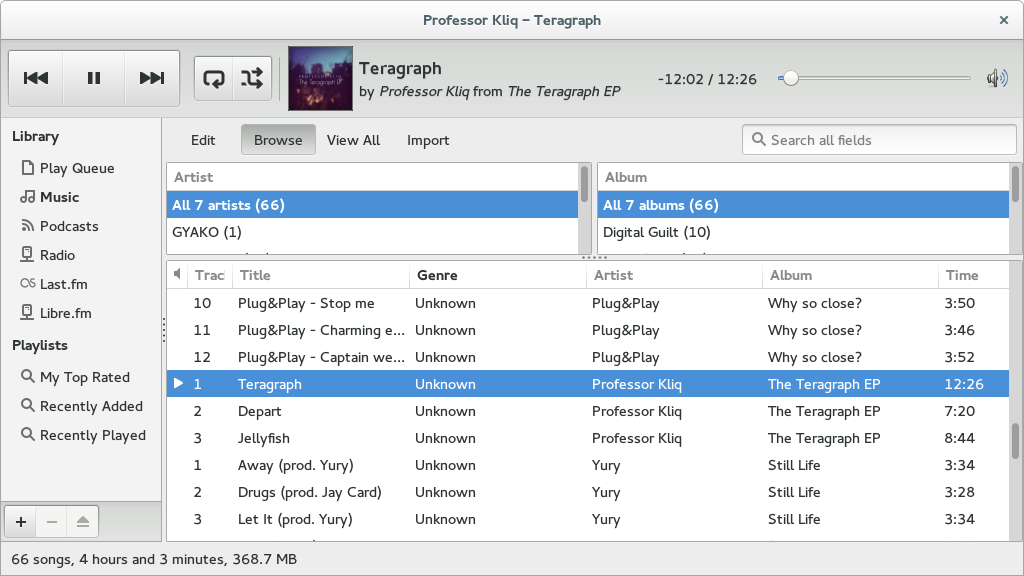 Professor Kliq – Teragraph
PROFESSOR KLIQ
The Teragraph EP
Teragraph
by Professor Kliq from The Teragraph EP
-12:02 / 12:26
Library
Play Queue
Music
Podcasts
Radio
Last.fm
Libre.fm
Playlists
My Top Rated
Recently Added
Recently Played
Edit Browse View All Import Search all fields
Artist
All 7 artists (66)
GYAKO (1)
Album
All 7 albums (66)
Digital Guilt (10)
Trac Title Genre Artist Album Time
10 Plug&Play - Stop me Unknown Plug&Play Why so close? 3:50
11 Plug&Play - Charming e... Unknown Plug&Play Why so close? 3:46
12 Plug&Play - Captain we... Unknown Plug&Play Why so close? 3:52
1 Teragraph Unknown Professor Kliq The Teragraph EP 12:26
2 Depart Unknown Professor Kliq The Teragraph EP 7:20
3 Jellyfish Unknown Professor Kliq The Teragraph EP 8:44
1 Away (prod. Yury) Unknown Yury Still Life 3:34
2 Drugs (prod. Jay Card) Unknown Yury Still Life 3:28
3 Let It (prod. Yury) Unknown Yury Still Life 3:34
66 songs, 4 hours and 3 minutes, 368.7 MB